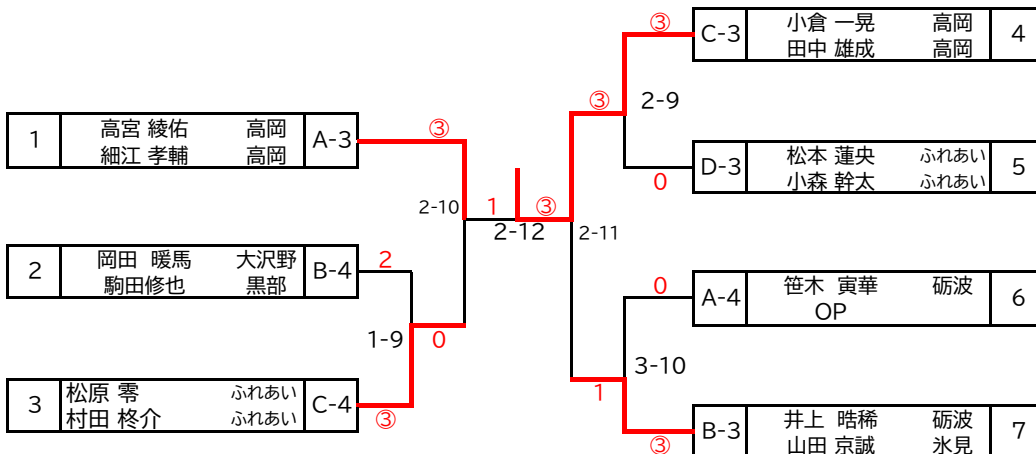 ③
C-3 小倉 一晃 高岡 4
田中 雄成 高岡
③ 2-9
1 高宮 綾佑 高岡 A-3 ③
細江 孝輔 高岡
D-3 松本 蓮央 ふれあい 5
小森 幹太 ふれあい
0
2-10 1 ③
2-12 2-11
2 岡田 暖馬 大沢野 B-4 2
駒田修也 黒部
0
A-4 笹木 寅華 砺波 6
OP
1-9 0
3-10
1
3 松原 零 ふれあい C-4
村田 柊介 ふれあい
③
B-3 井上 晧稀 砺波 7
山田 京誠 氷見
③